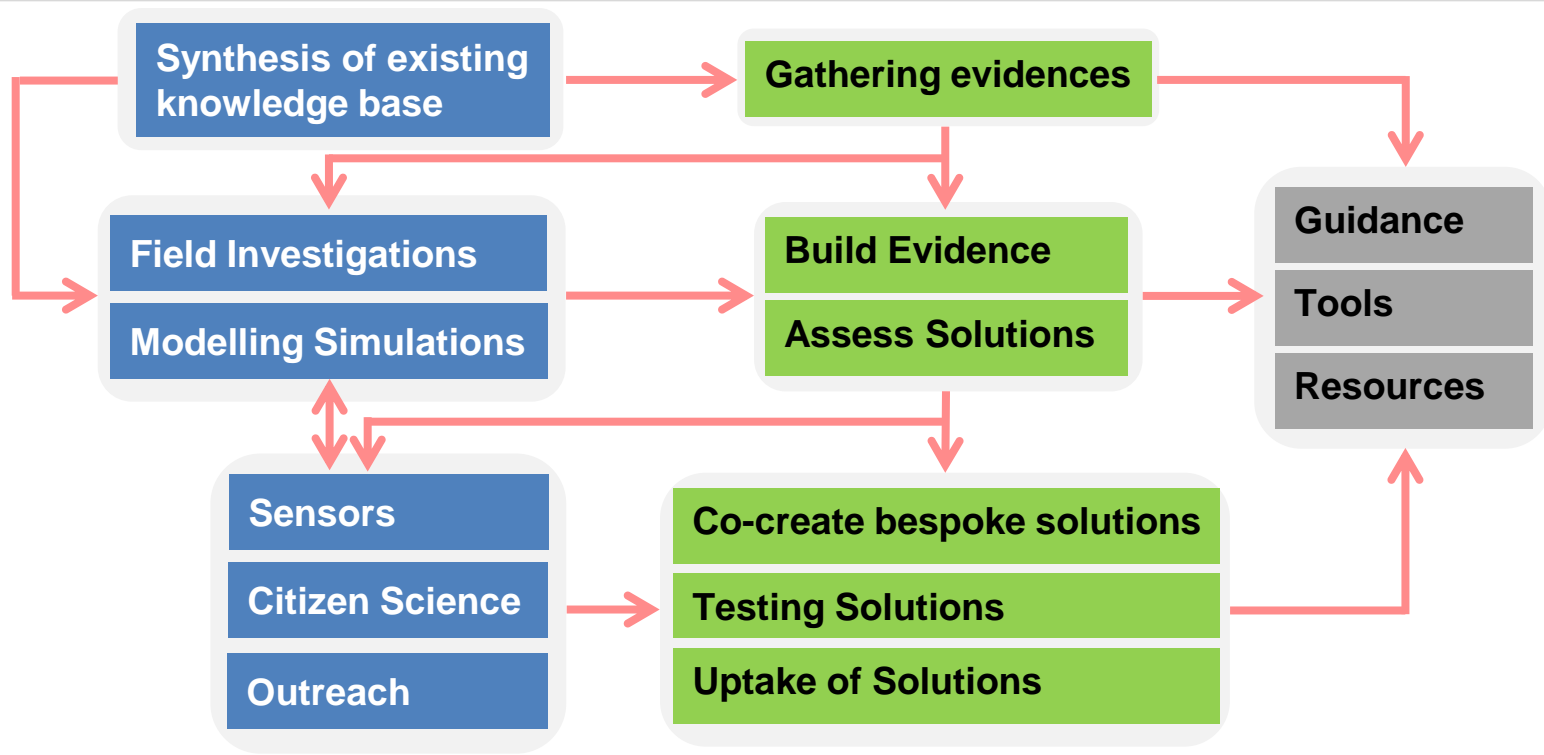 Synthesis of existing
knowledge base
Gathering evidences
Field Investigations
Modelling Simulations
Build Evidence
Assess Solutions
Guidance
Tools
Resources
Sensors
Citizen Science
Outreach
Co-create bespoke solutions
Testing Solutions
Uptake of Solutions